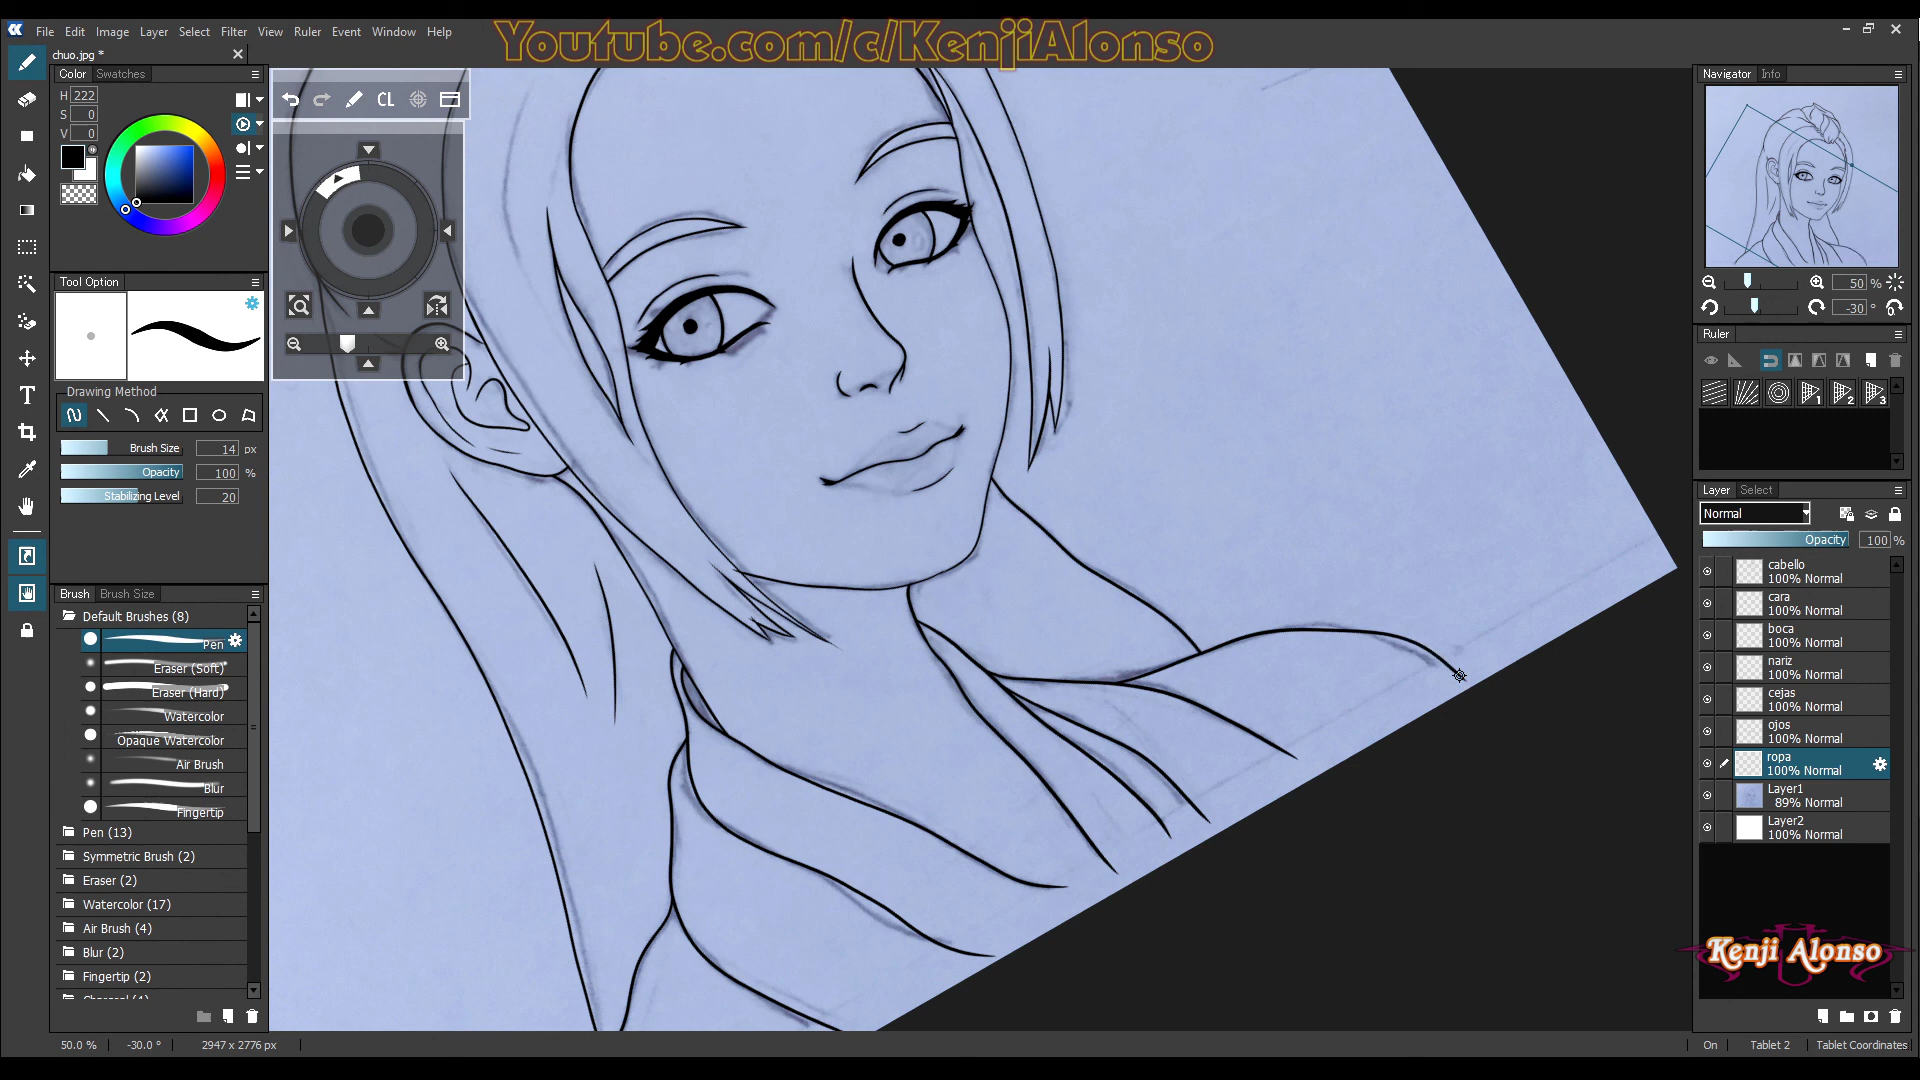 Youtube.com/c/KenjiAlonso
File Edit Image Layer Select Filter View Ruler Event Window Help
chuo.jpg *
Color Swatches
H 222
S 0
V 0
CL
Tool Option
Drawing Method
Brush Size 14 px
Opacity 100 %
Stabilizing Level 20
Brush Brush Size
Default Brushes (8)
Pen
Eraser (Soft)
Eraser (Hard)
Watercolor
Opaque Watercolor
Air Brush
Blur
Fingertip
Pen (13)
Symmetric Brush (2)
Eraser (2)
Watercolor (17)
Air Brush (4)
Blur (2)
Fingertip (2)
Charcoal (4)
50.0 % -30.0 ° 2947 x 2776 px
Navigator Info
50 %
-30 °
Ruler
1 2 3
Layer Select
Normal
Opacity 100 %
cabello
100% Normal
cara
100% Normal
boca
100% Normal
nariz
100% Normal
cejas
100% Normal
ojos
100% Normal
ropa
100% Normal
Layer1
89% Normal
Layer2
100% Normal
Kenji Alonso
On Tablet 2 Tablet Coordinates